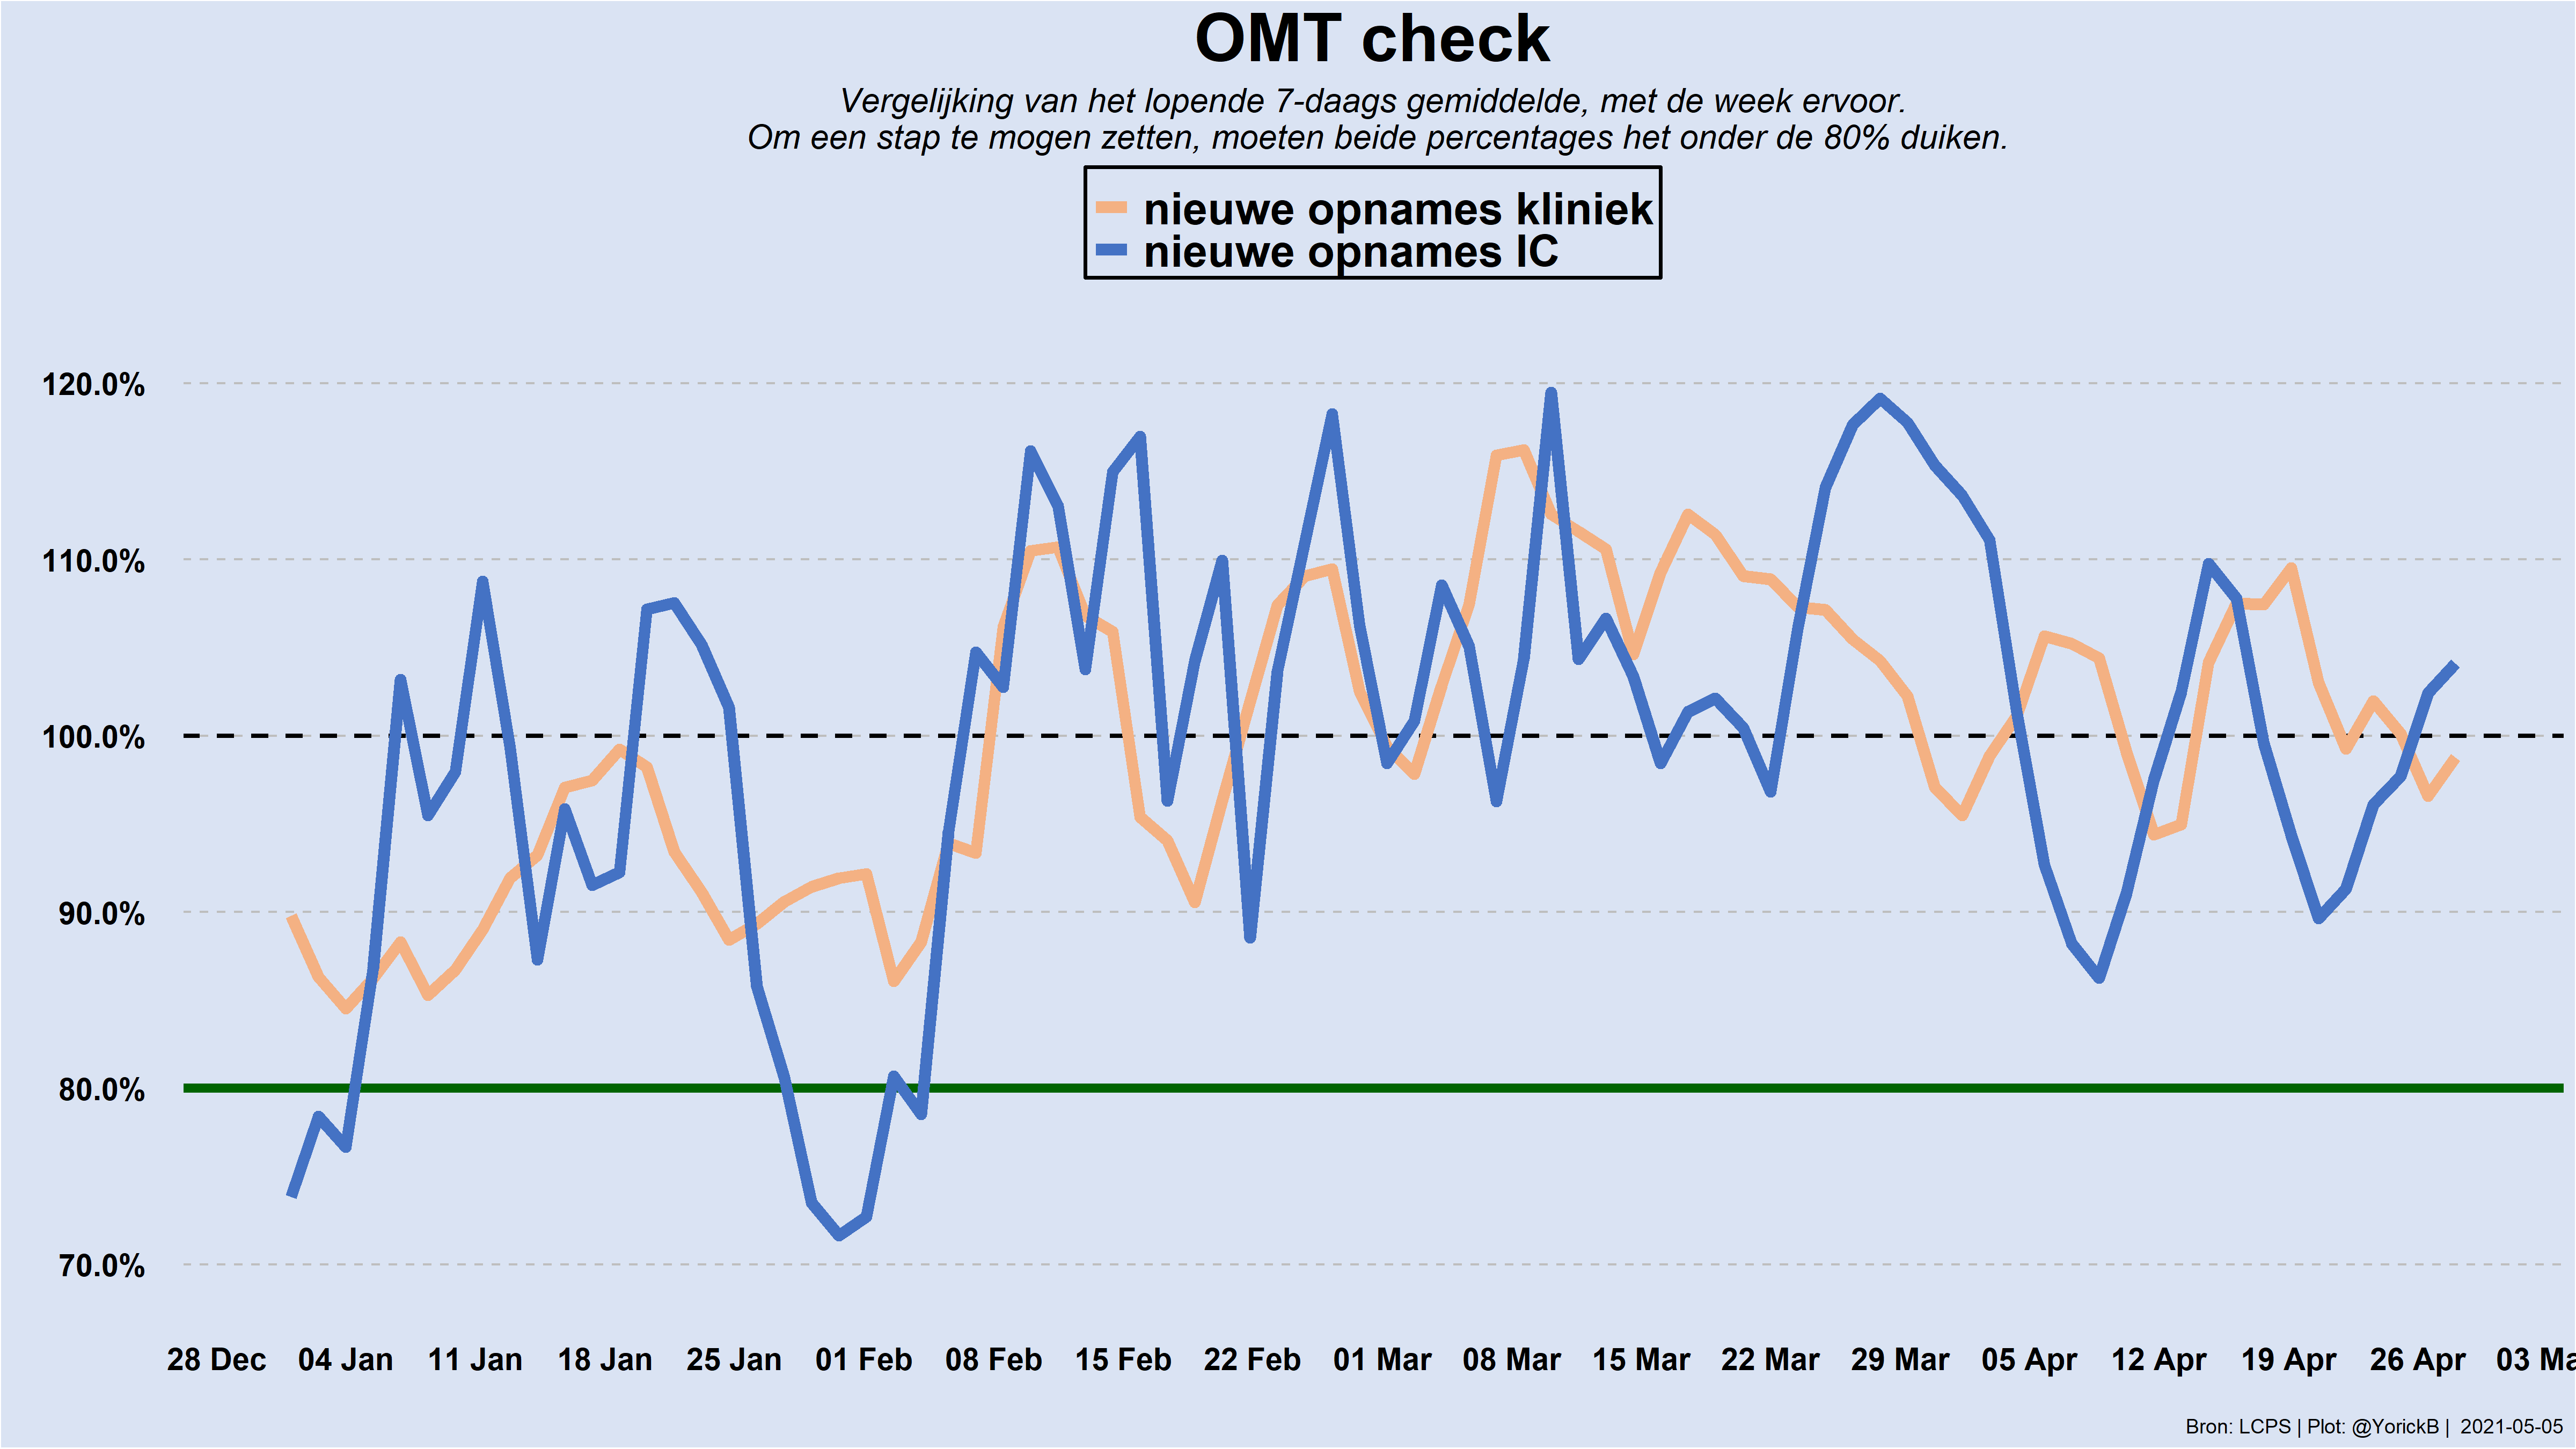 OMT check
Vergelijking van het lopende 7-daags gemiddelde, met de week ervoor.
Om een stap te mogen zetten, moeten beide percentages het onder de 80% duiken.
nieuwe opnames kliniek
nieuwe opnames IC
120.0%
110.0%
100.0%
90.0%
80.0%
70.0%
28 Dec 04 Jan 11 Jan 18 Jan 25 Jan 01 Feb 08 Feb 15 Feb 22 Feb 01 Mar 08 Mar 15 Mar 22 Mar 29 Mar 05 Apr 12 Apr 19 Apr 26 Apr 03 Ma
Bron: LCPS | Plot: @YorickB | 2021-05-05